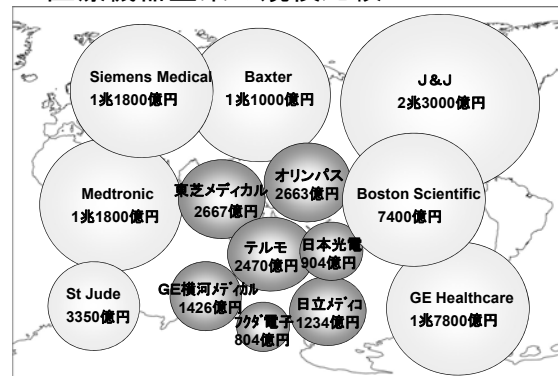 Siemens Medical
1兆1800億円
Baxter
1兆1000億円
J&J
2兆3000億円
Medtronic
1兆1800億円
東芝メディカル
2667億円
オリンパス
2663億円
Boston Scientific
7400億円
テルモ
2470億円
日本光電
904億円
St Jude
3350億円
GE横河メディカル
1426億円
フクダ電子
804億円
日立メディコ
1234億円
GE Healthcare
1兆7800億円